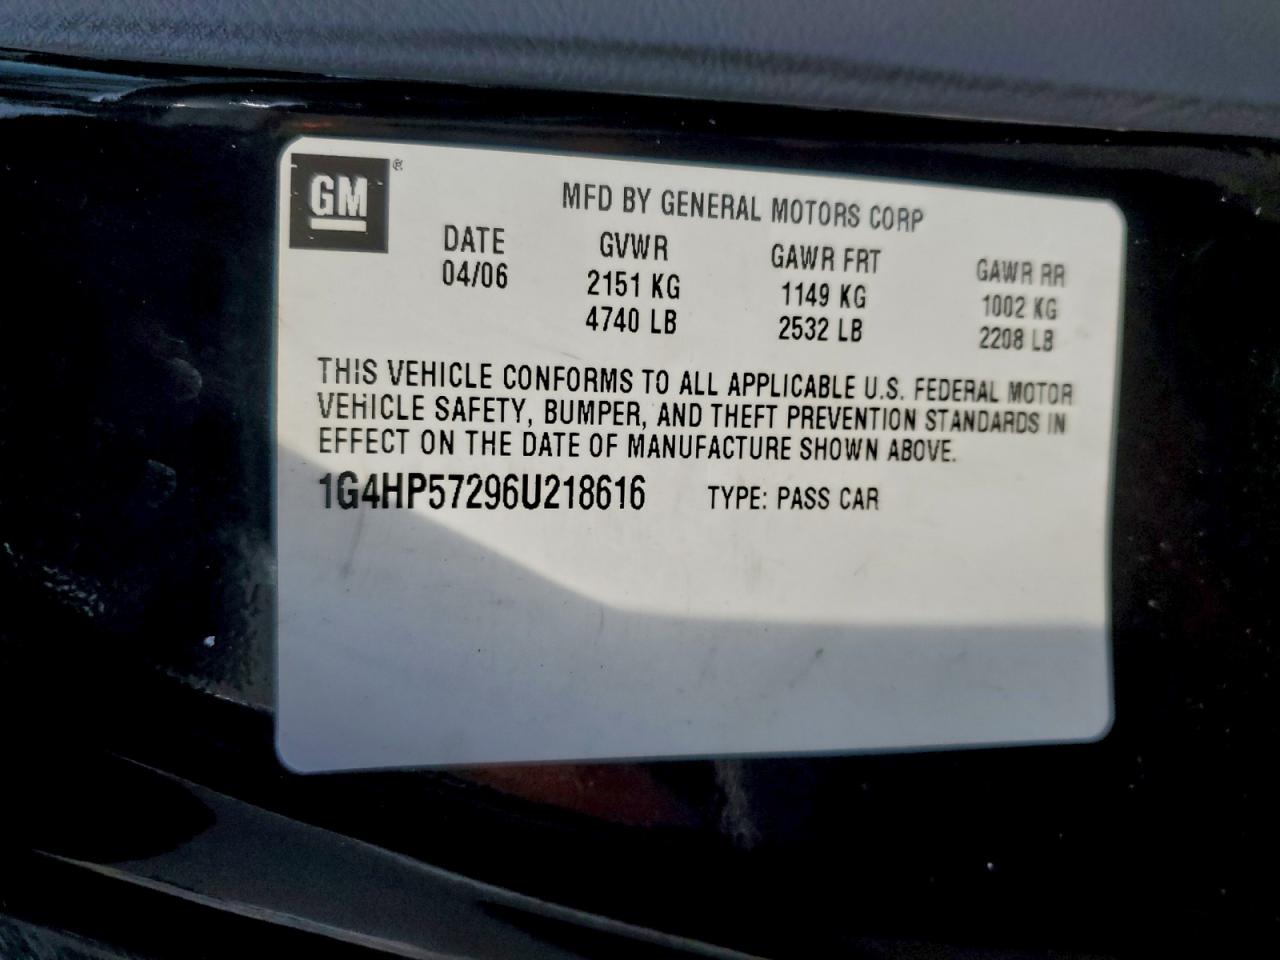 GM®
MFD BY GENERAL MOTORS CORP
DATE GVWR GAWR FRT GAWR RR
04/06 2151 KG 1149 KG 1002 KG
4740 LB 2532 LB 2208 LB
THIS VEHICLE CONFORMS TO ALL APPLICABLE U.S. FEDERAL MOTOR
VEHICLE SAFETY, BUMPER, AND THEFT PREVENTION STANDARDS IN
EFFECT ON THE DATE OF MANUFACTURE SHOWN ABOVE.
1G4HP57296U218616 TYPE: PASS CAR